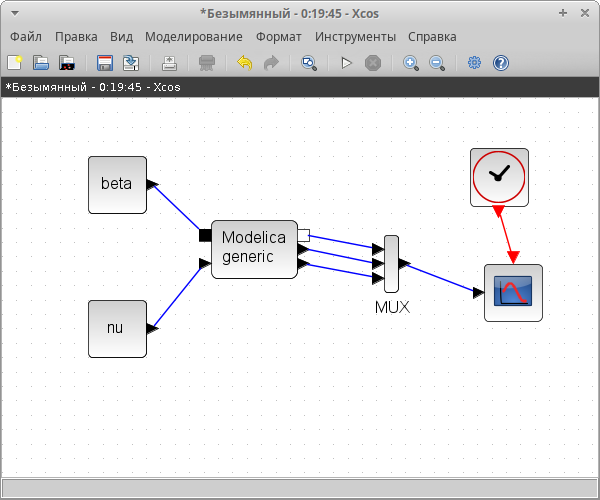 *Безымянный - 0:19:45 - Xcos
Файл Правка Вид Моделирование Формат Инструменты Справка
*Безымянный - 0:19:45 - Xcos
beta
Modelica
generic
MUX
nu